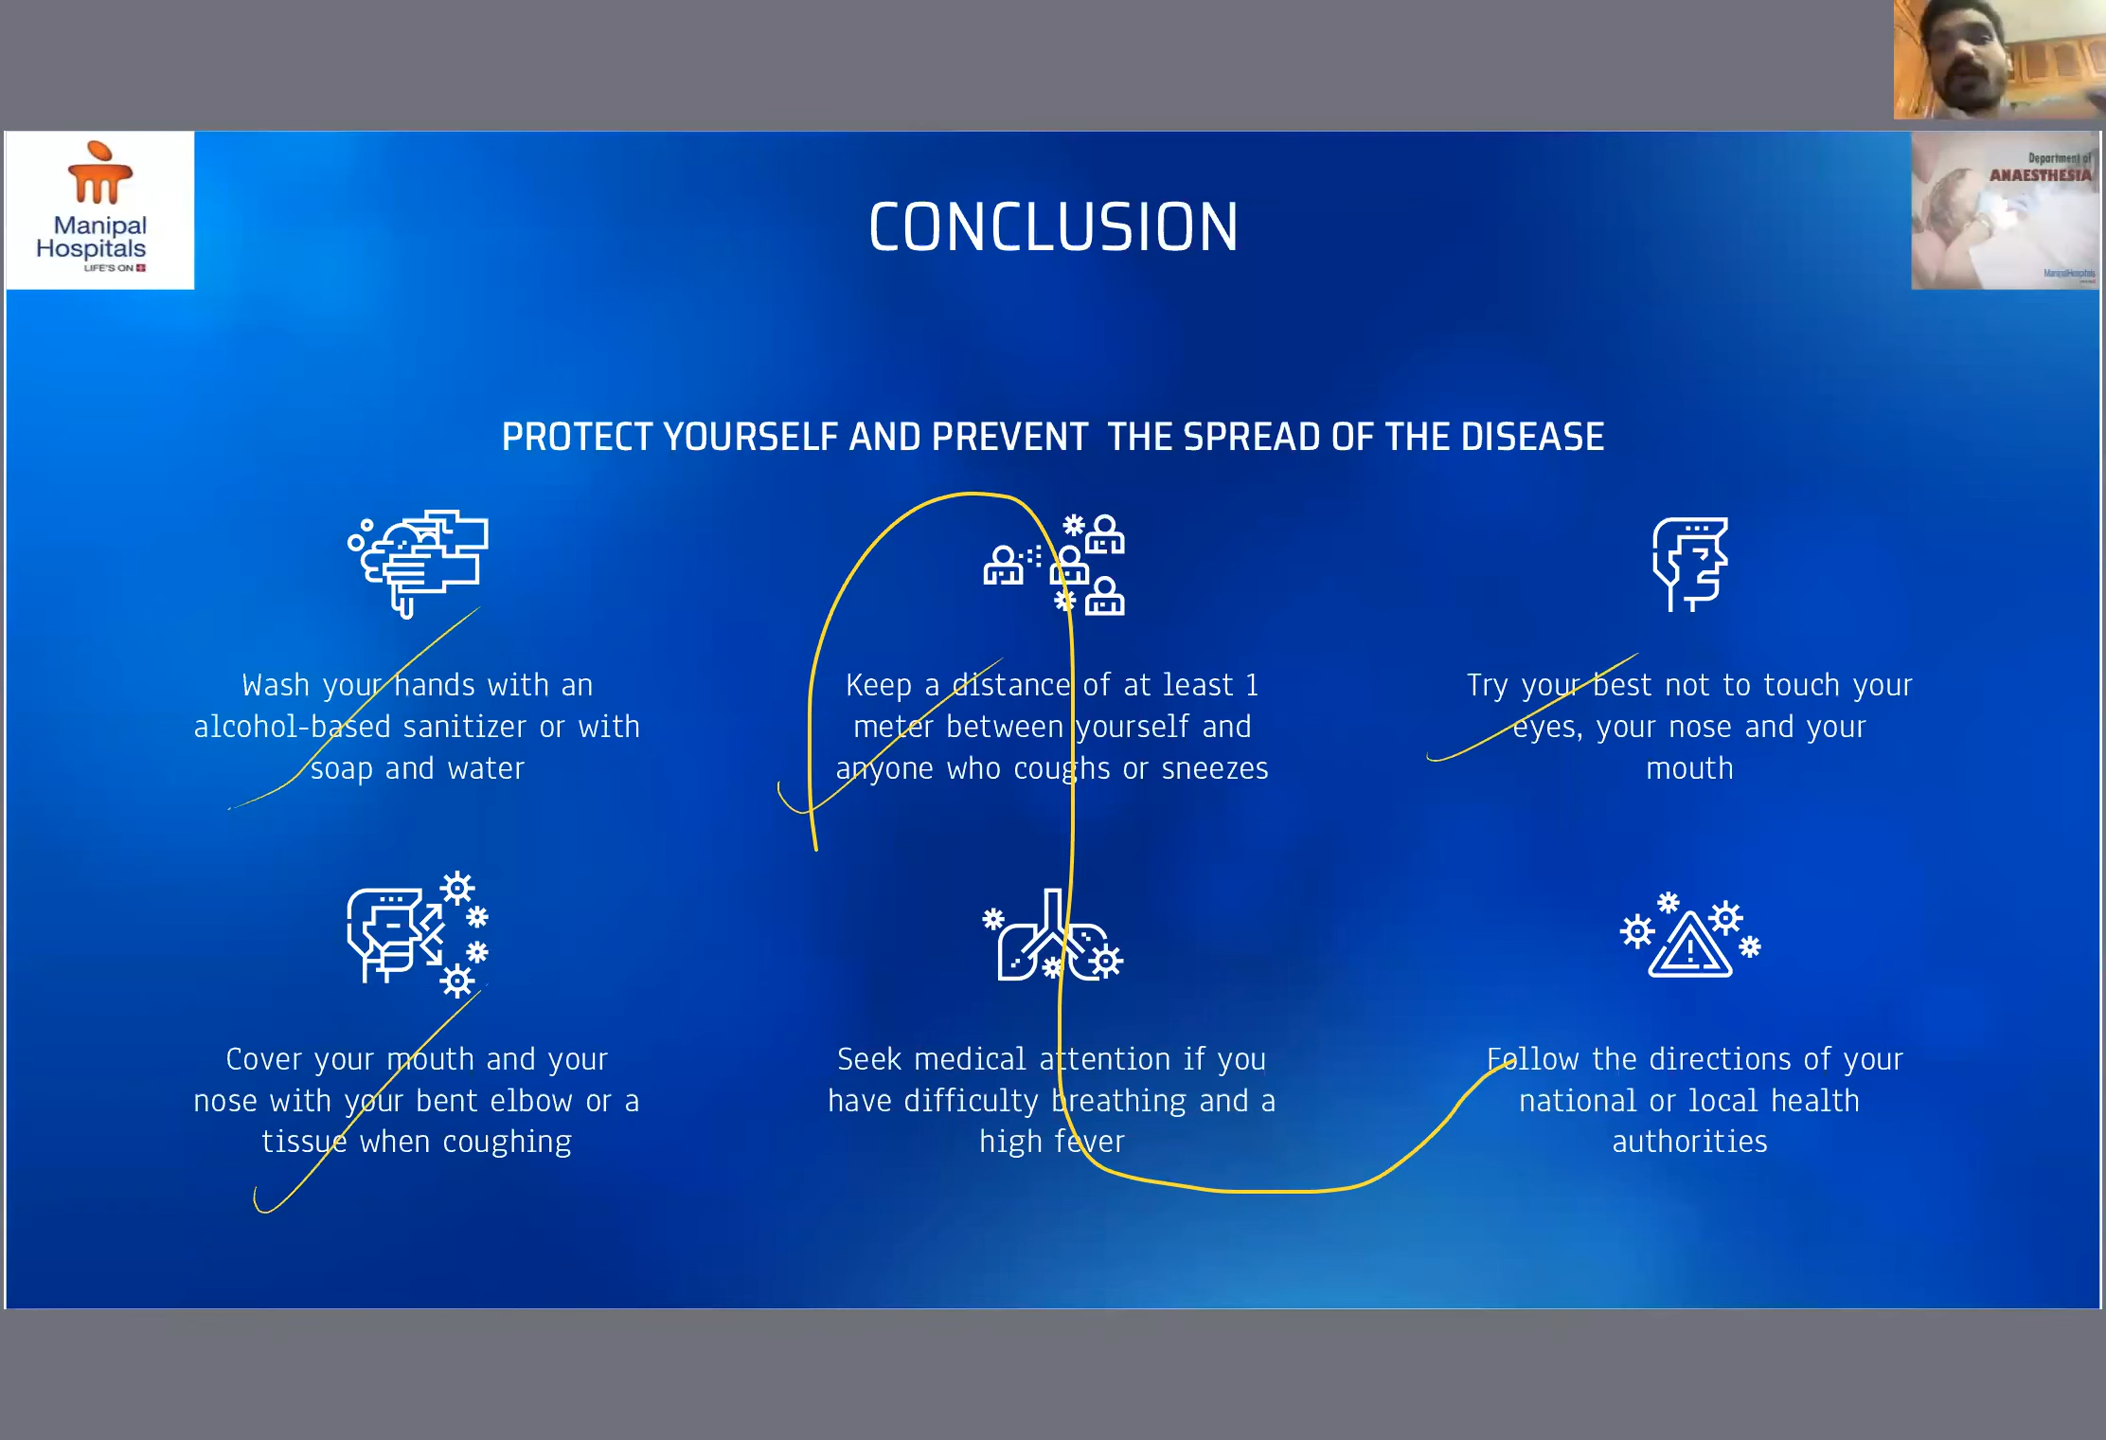 Manipal
Hospitals
LIFE'S ON
Department of
ANAESTHESIA
CONCLUSION
PROTECT YOURSELF AND PREVENT THE SPREAD OF THE DISEASE
Wash your hands with an
alcohol-based sanitizer or with
soap and water
Keep a distance of at least 1
meter between yourself and
anyone who coughs or sneezes
Try your best not to touch your
eyes, your nose and your
mouth
Cover your mouth and your
nose with your bent elbow or a
tissue when coughing
Seek medical attention if you
have difficulty breathing and a
high fever
Follow the directions of your
national or local health
authorities